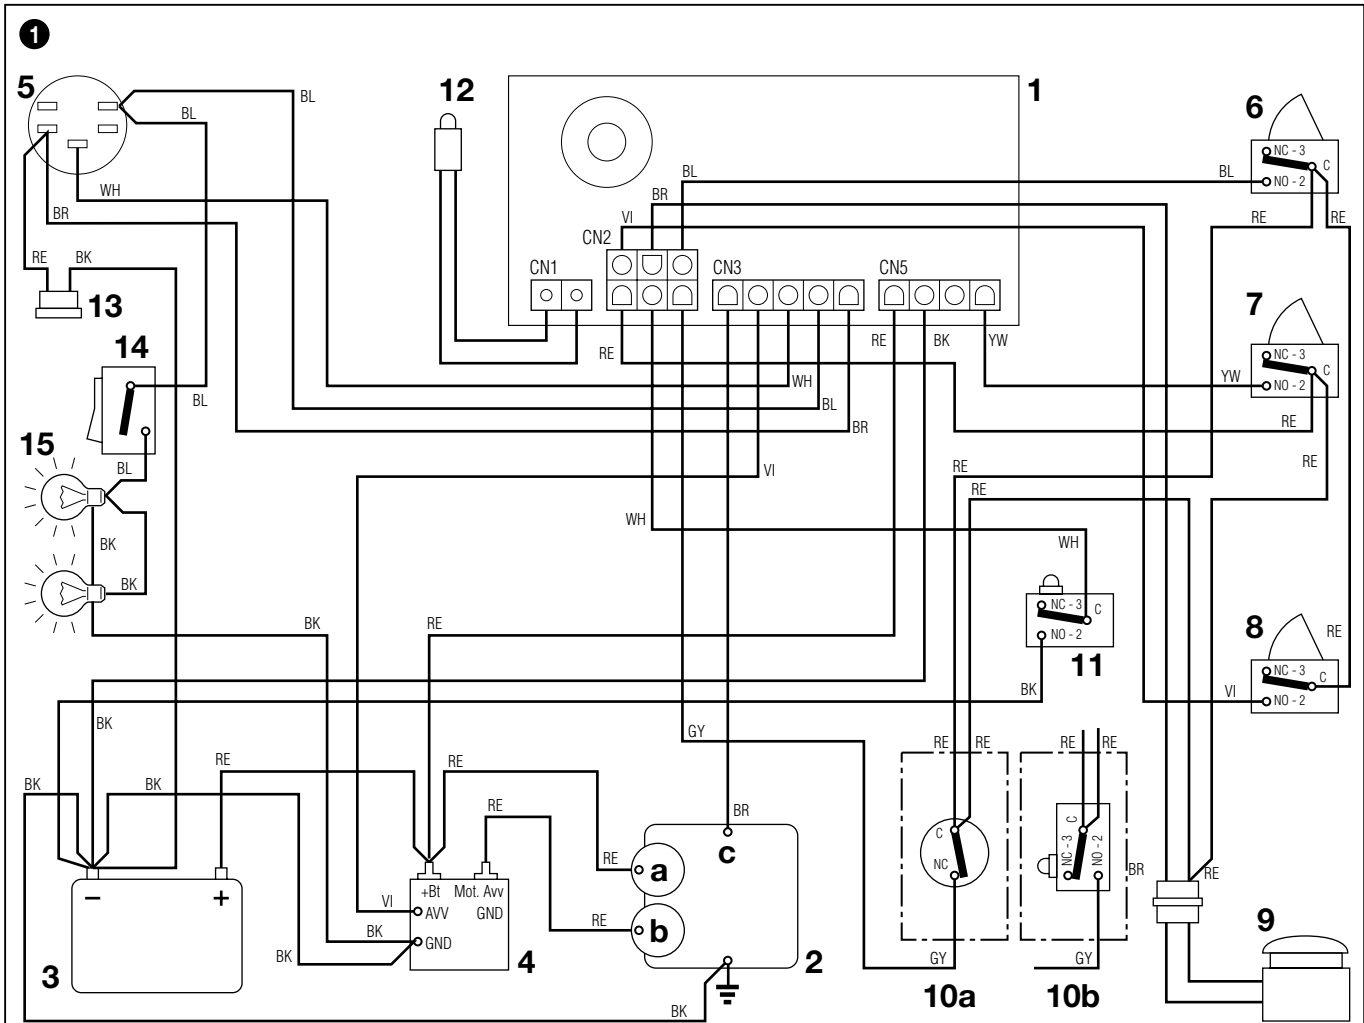 1
5
12
1
6
BL
BL
NC - 3
C
NO - 2
BL
BL
BR
WH
VI
BR
CN2
RE
RE
RE
BK
CN1
CN3
CN5
13
7
14
RE
RE
BK
YW
NC - 3
C
NO - 2
YW
WH
BL
BL
BR
RE
15
BL
VI
RE
RE
RE
BK
WH
WH
BK
NC - 3
C
NO - 2
11
8
BK
RE
RE
NC - 3
C
NO - 2
VI
BK
BK
GY
RE
RE
RE
RE
RE
RE
BK
BK
RE
BR
c
C
NC
C
NC - 3
NO - 2
RE
a
BR
RE
+Bt
Mot. Avv
– +
VI
AVV
GND
RE
b
9
BK
GND
BK
3
4
2
GY
GY
10a
10b
BK